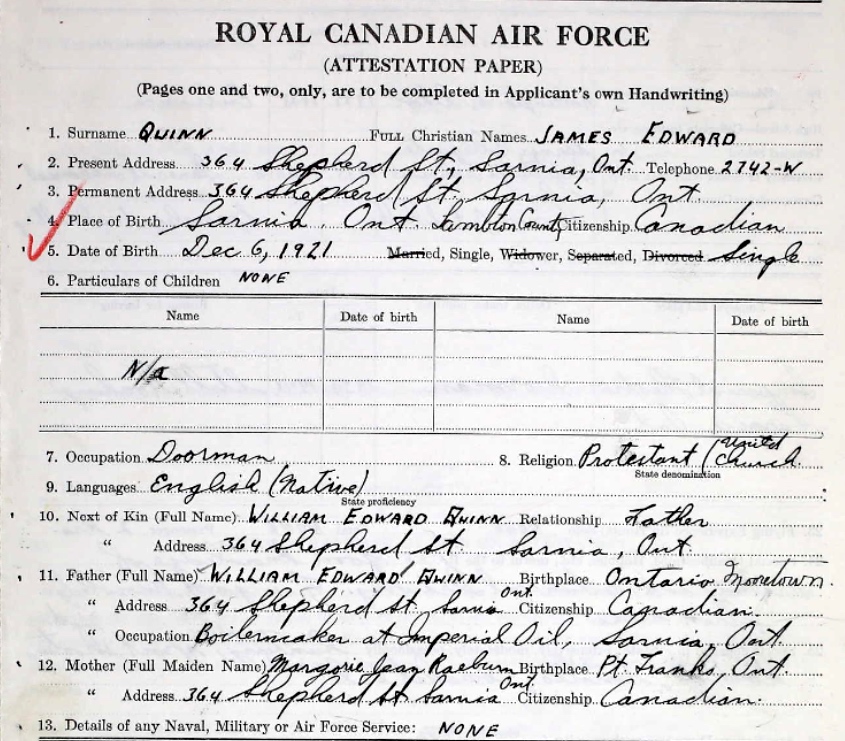 ROYAL CANADIAN AIR FORCE
(ATTESTATION PAPER)
(Pages one and two, only, are to be completed in Applicant's own Handwriting)
1. Surname QUINN FULL Christian Names JAMES EDWARD
2. Present Address 364 Shepherd St., Sarnia, Ont. Telephone 2742-W
3. Permanent Address 364 Shepherd St., Sarnia, Ont
4. Place of Birth Sarnia, Ont. Lambton County Citizenship Canadian
5. Date of Birth Dec 6, 1921 Married, Single, Widower, Separated, Divorced Single
6. Particulars of Children NONE
Name Date of birth Name Date of birth
N/a
7. Occupation Doorman 8. Religion Protestant (United Church
State denomination
9. Languages English (Native)
State proficiency
10. Next of Kin (Full Name) WILLIAM EDWARD QUINN Relationship Father
" Address 364 Shepherd St Sarnia, Ont.
11. Father (Full Name) WILLIAM EDWARD QUINN Birthplace Ontario Mooretown.
" Address 364 Shepherd St Sarnia Ont. Citizenship Canadian
" Occupation Boilermaker at Imperial Oil, Sarnia, Ont
12. Mother (Full Maiden Name) Margorie Jean Raeburn Birthplace Pt. Franks, Ont.
" Address 364 Shepherd St Sarnia Ont. Citizenship Canadian.
13. Details of any Naval, Military or Air Force Service: NONE